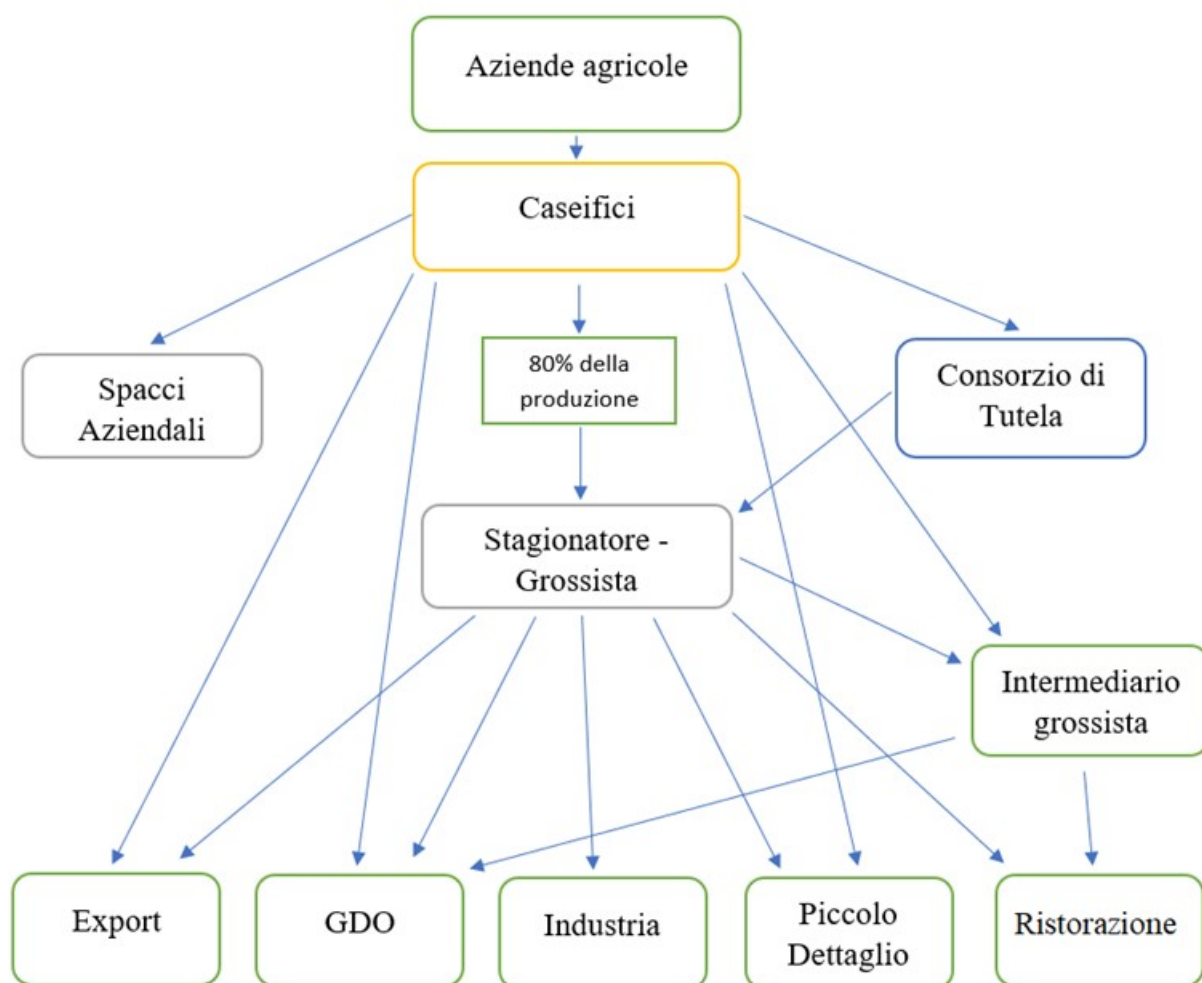 Aziende agricole
Caseifici
80% della
produzione
Spacci
Aziendali
Consorzio di
Tutela
Stagionatore -
Grossista
Intermediario
grossista
Export
GDO
Industria
Piccolo
Dettaglio
Ristorazione